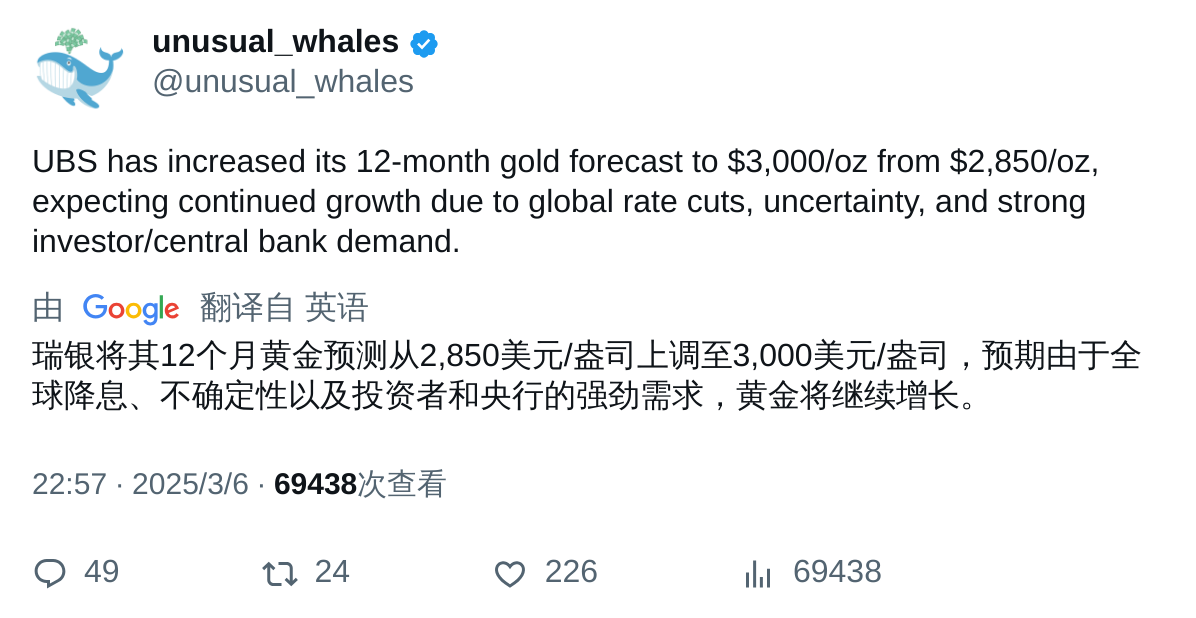 unusual_whales
@unusual_whales
UBS has increased its 12-month gold forecast to $3,000/oz from $2,850/oz,
expecting continued growth due to global rate cuts, uncertainty, and strong
investor/central bank demand.
由 Google 翻译自 英语
瑞银将其12个月黄金预测从2,850美元/盎司上调至3,000美元/盎司，预期由于全
球降息、不确定性以及投资者和央行的强劲需求，黄金将继续增长。
22:57 · 2025/3/6 · 69438次查看
49 24 226 69438